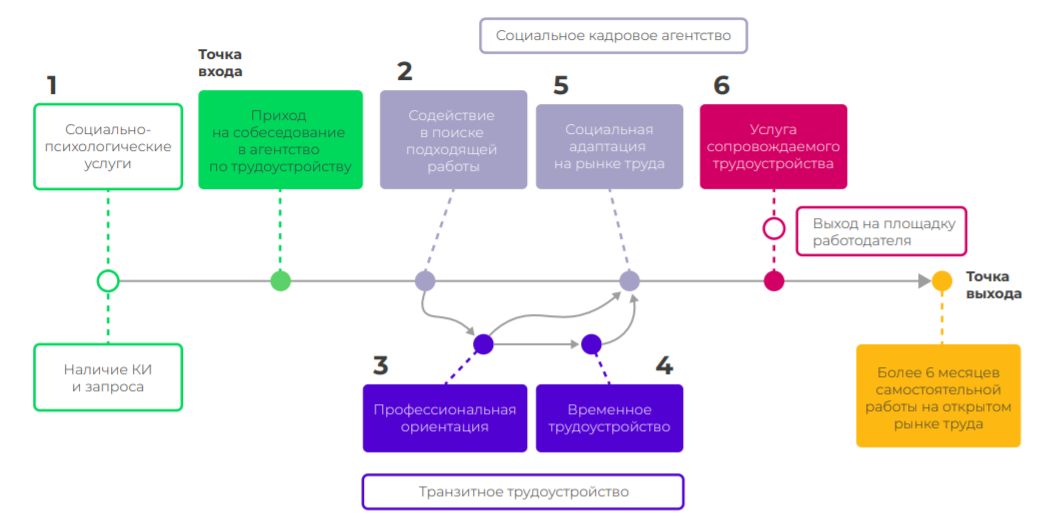 Социальное кадровое агентство
Точка
входа
1
Социально-
психологические
услуги
Приход
на собеседование
в агентство
по трудоустройству
2
Содействие
в поиске
подходящей
работы
5
Социальная
адаптация
на рынке труда
6
Услуга
сопровождаемого
трудоустройства
Выход на площадку
работодателя
Точка
выхода
Наличие КИ
и запроса
3
Профессиональная
ориентация
4
Временное
трудоустройство
Более 6 месяцев
самостоятельной
работы на открытом
рынке труда
Транзитное трудоустройство